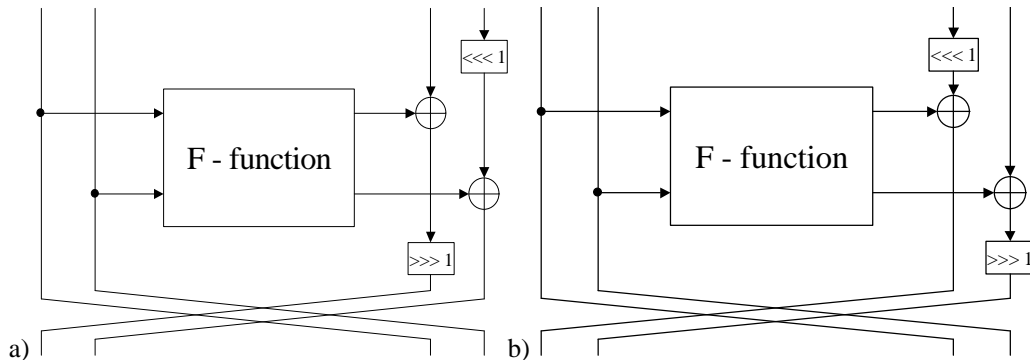 <<< 1
F - function
>>> 1
a)
<<< 1
F - function
>>> 1
b)